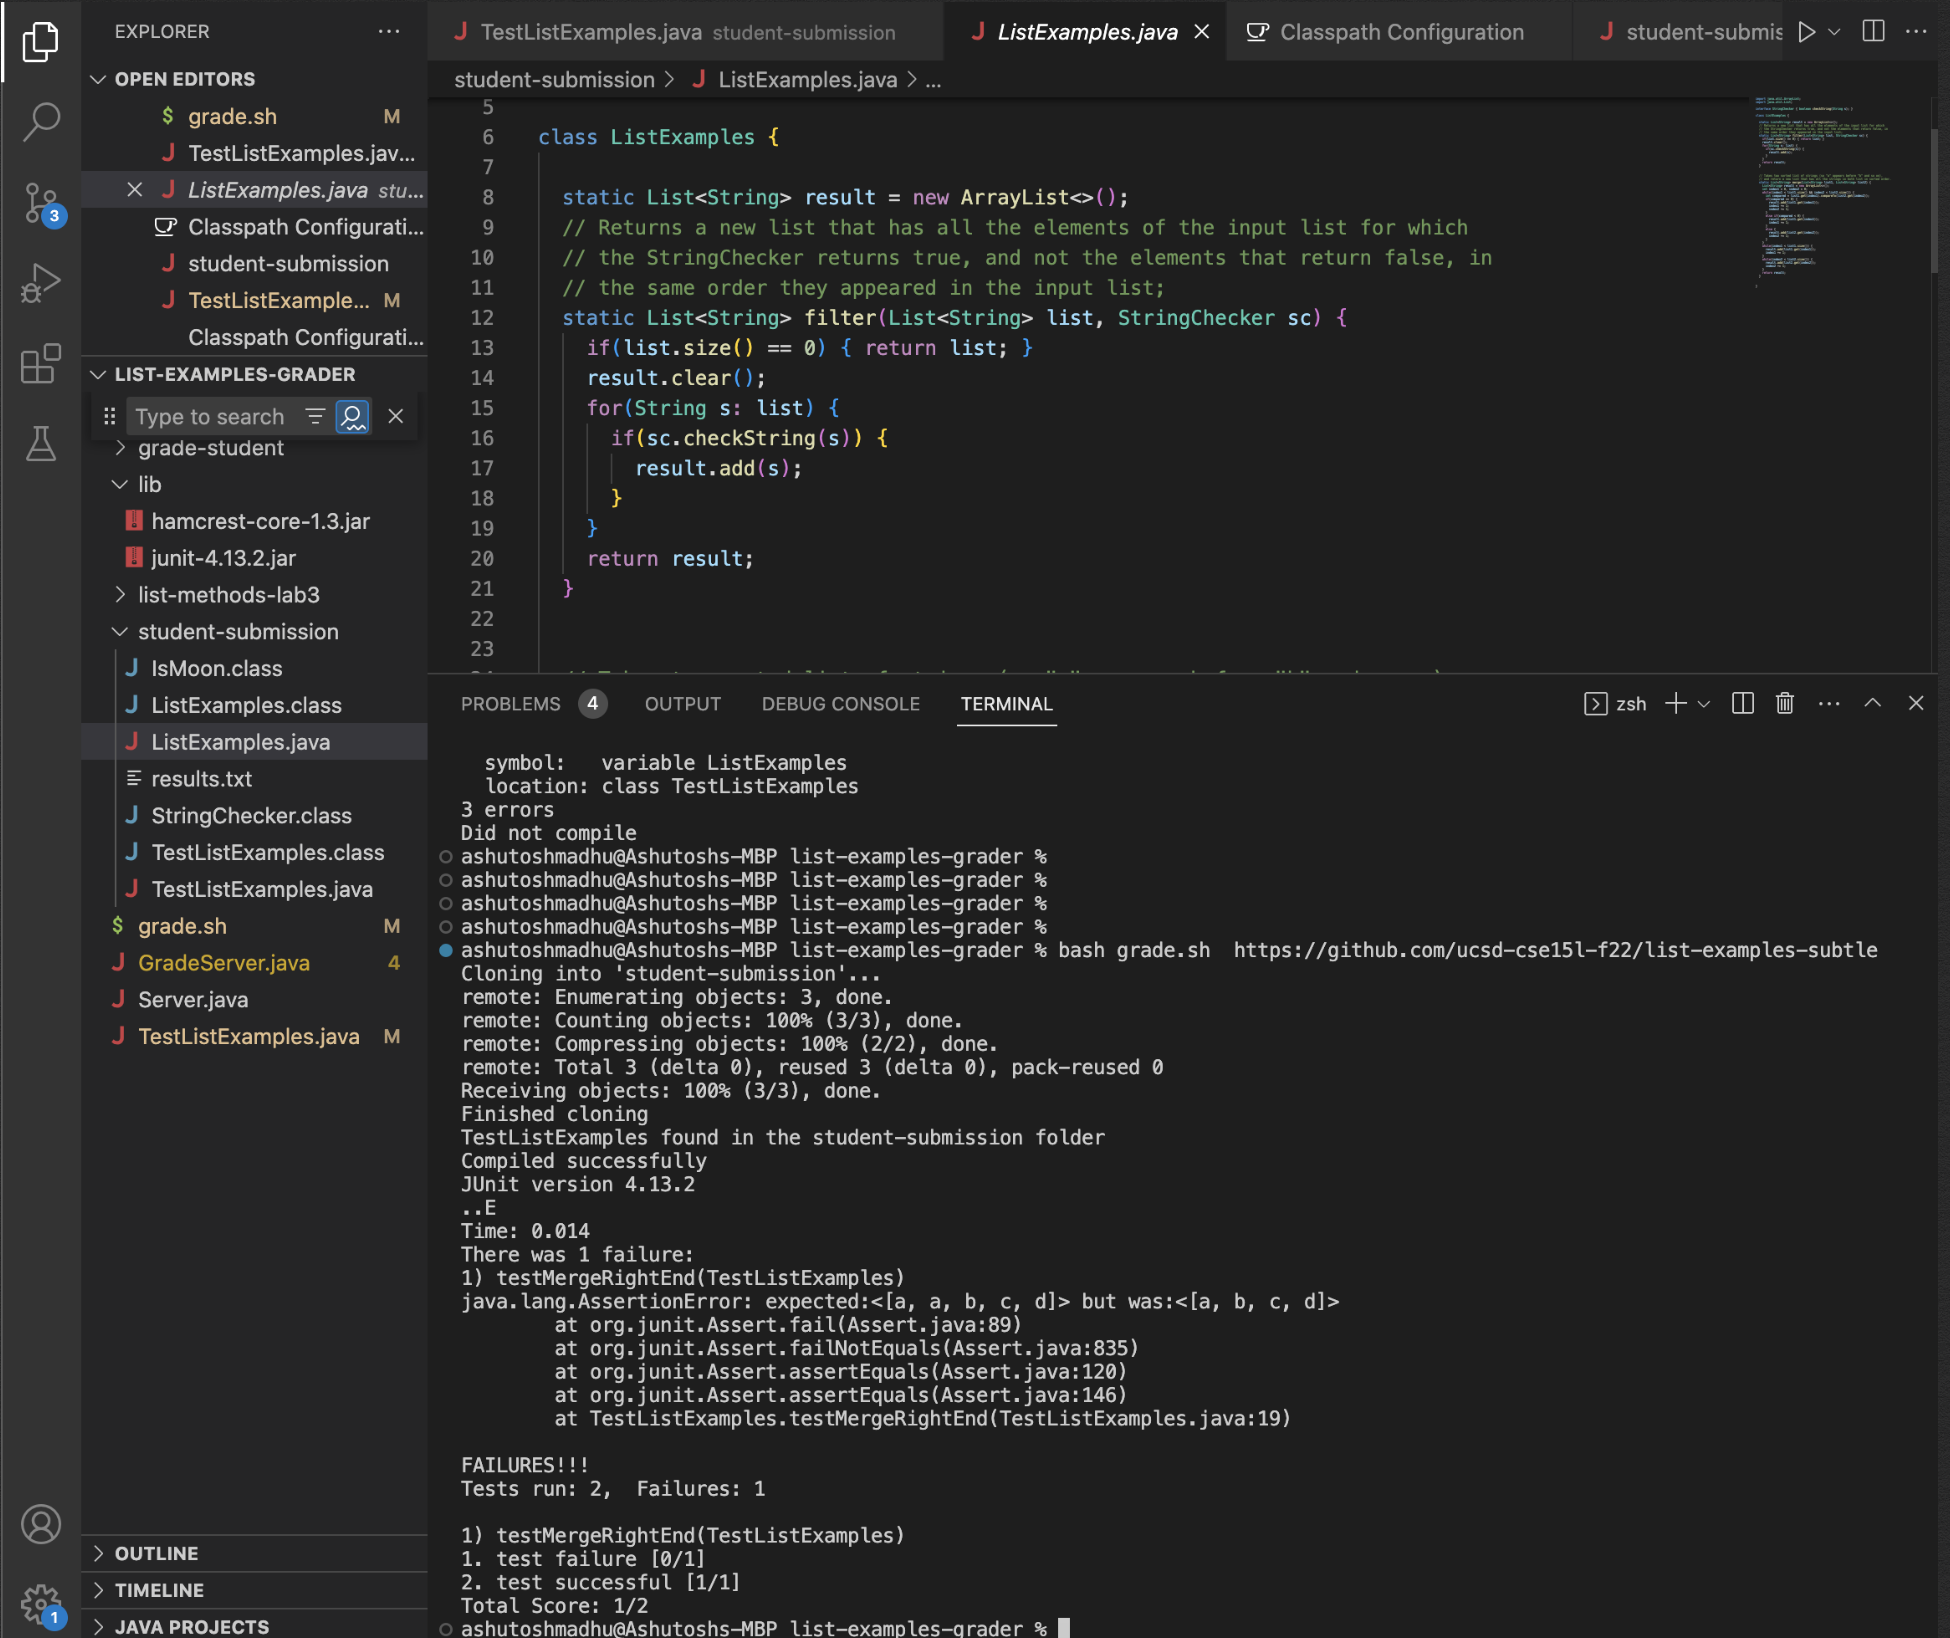 EXPLORER
OPEN EDITORS
$ grade.sh M
J TestListExamples.jav...
J ListExamples.java stu...
Classpath Configurati...
J student-submission
J TestListExample... M
Classpath Configurati...
LIST-EXAMPLES-GRADER
Type to search
grade-student
lib
hamcrest-core-1.3.jar
junit-4.13.2.jar
list-methods-lab3
student-submission
J IsMoon.class
J ListExamples.class
J ListExamples.java
results.txt
J StringChecker.class
J TestListExamples.class
J TestListExamples.java
$ grade.sh M
J GradeServer.java 4
J Server.java
J TestListExamples.java M
OUTLINE
TIMELINE
JAVA PROJECTS
3
1
J TestListExamples.java student-submission
J ListExamples.java
Classpath Configuration
J student-submis
student-submission > J ListExamples.java > ...
5
6 class ListExamples {
7
8 static List<String> result = new ArrayList<>();
9 // Returns a new list that has all the elements of the input list for which
10 // the StringChecker returns true, and not the elements that return false, in
11 // the same order they appeared in the input list;
12 static List<String> filter(List<String> list, StringChecker sc) {
13 if(list.size() == 0) { return list; }
14 result.clear();
15 for(String s: list) {
16 if(sc.checkString(s)) {
17 result.add(s);
18 }
19 }
20 return result;
21 }
22
23
PROBLEMS 4 OUTPUT DEBUG CONSOLE TERMINAL
zsh
symbol: variable ListExamples
location: class TestListExamples
3 errors
Did not compile
ashutoshmadhu@Ashutoshs-MBP list-examples-grader %
ashutoshmadhu@Ashutoshs-MBP list-examples-grader %
ashutoshmadhu@Ashutoshs-MBP list-examples-grader %
ashutoshmadhu@Ashutoshs-MBP list-examples-grader %
ashutoshmadhu@Ashutoshs-MBP list-examples-grader % bash grade.sh https://github.com/ucsd-cse15l-f22/list-examples-subtle
Cloning into 'student-submission'...
remote: Enumerating objects: 3, done.
remote: Counting objects: 100% (3/3), done.
remote: Compressing objects: 100% (2/2), done.
remote: Total 3 (delta 0), reused 3 (delta 0), pack-reused 0
Receiving objects: 100% (3/3), done.
Finished cloning
TestListExamples found in the student-submission folder
Compiled successfully
JUnit version 4.13.2
..E
Time: 0.014
There was 1 failure:
1) testMergeRightEnd(TestListExamples)
java.lang.AssertionError: expected:<[a, a, b, c, d]> but was:<[a, b, c, d]>
at org.junit.Assert.fail(Assert.java:89)
at org.junit.Assert.failNotEquals(Assert.java:835)
at org.junit.Assert.assertEquals(Assert.java:120)
at org.junit.Assert.assertEquals(Assert.java:146)
at TestListExamples.testMergeRightEnd(TestListExamples.java:19)
FAILURES!!!
Tests run: 2, Failures: 1
1) testMergeRightEnd(TestListExamples)
1. test failure [0/1]
2. test successful [1/1]
Total Score: 1/2
ashutoshmadhu@Ashutoshs-MBP list-examples-grader %